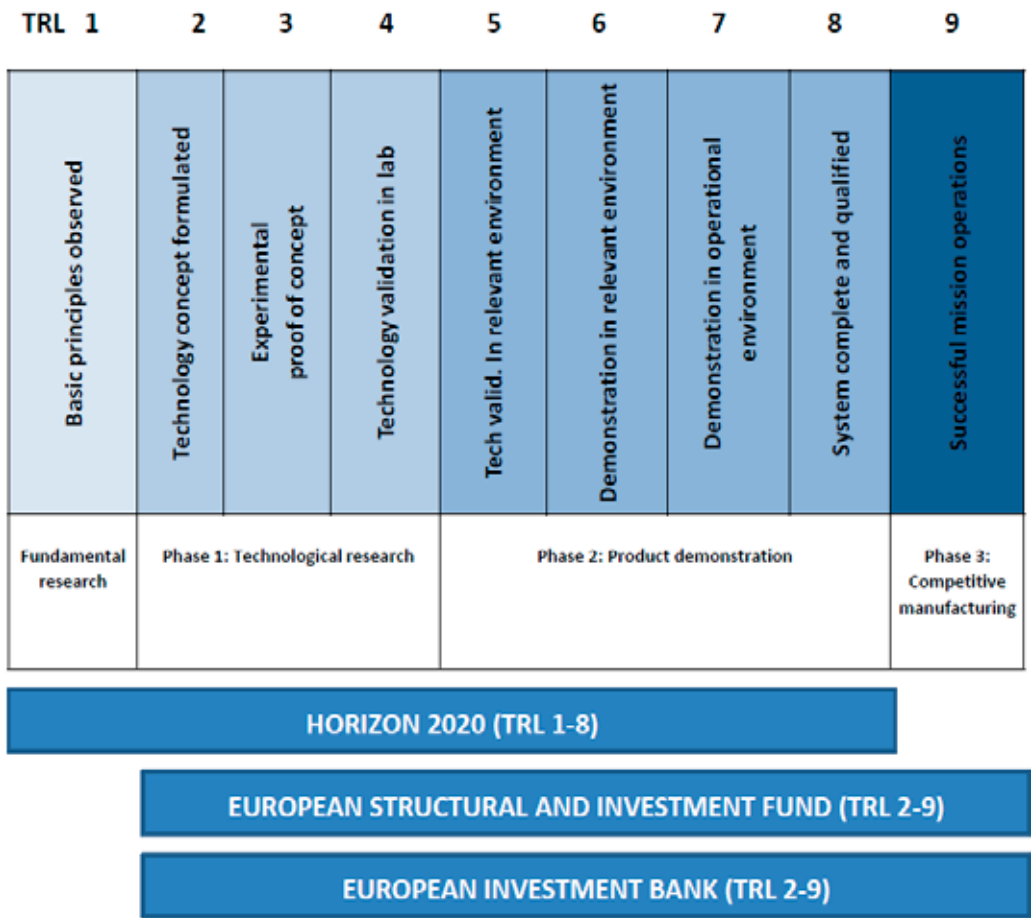 TRL 1 2 3 4 5 6 7 8 9
Basic principles observed
Technology concept formulated
Experimental
proof of concept
Technology validation in lab
Tech valid. In relevant environment
Demonstration in relevant environment
Demonstration in operational
environment
System complete and qualified
Successful mission operations
Fundamental
research
Phase 1: Technological research
Phase 2: Product demonstration
Phase 3:
Competitive
manufacturing
HORIZON 2020 (TRL 1-8)
EUROPEAN STRUCTURAL AND INVESTMENT FUND (TRL 2-9)
EUROPEAN INVESTMENT BANK (TRL 2-9)